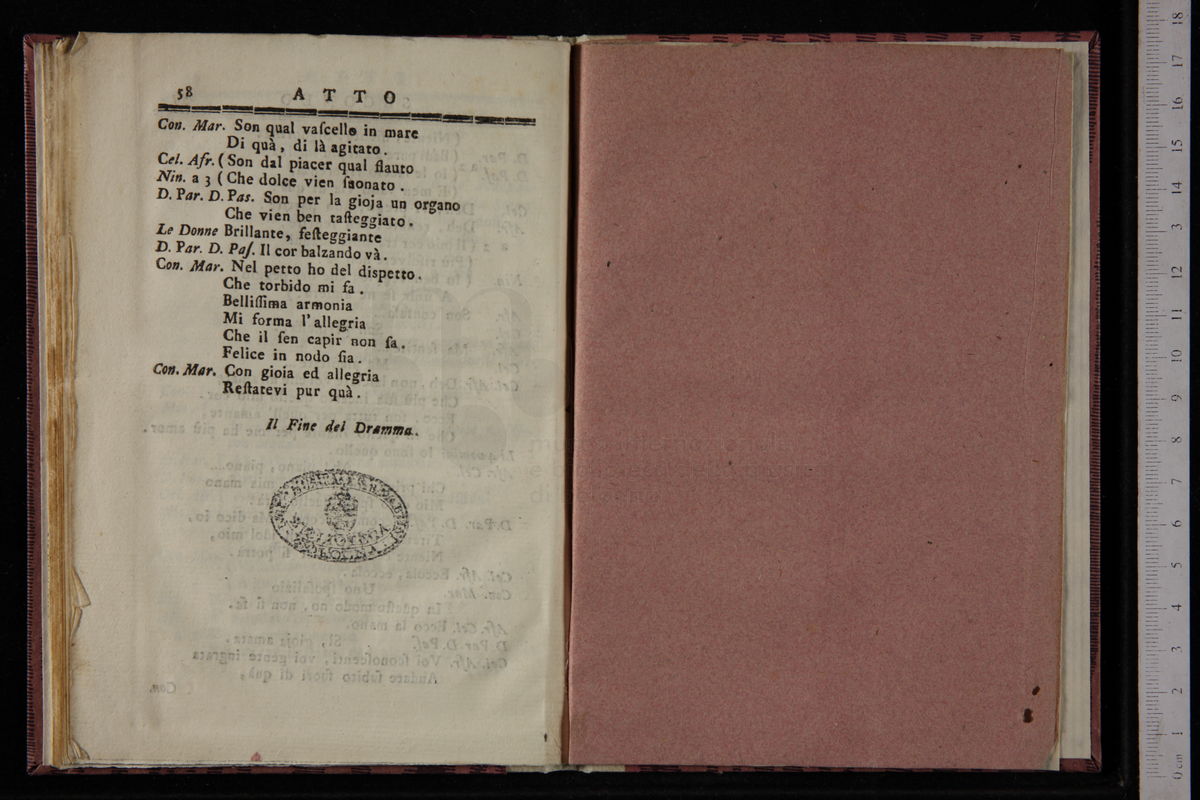 58 ATTO
Con. Mar. Son qual vaſcello in mare
Di quà, di là agitato.
Cel. Afr. ( Son dal piacer qual flauto
Nin. a 3 ( Che dolce vien ſuonato.
D. Par. D. Pas. Son per la gioja un organo
Che vien ben taſteggiato.
Le Donne Brillante, feſteggiante
D. Par. D. Paſ. Il cor balzando và.
Con. Mar. Nel petto ho del diſpetto.
Che torbido mi fa.
Belliſſima armonia
Mi forma l'allegria
Che il ſen capir non ſa.
Felice in nodo ſia.
Con. Mar. Con gioia ed allegria
Reſtatevi pur quà.
Il Fine del Dramma.
BIBLIOTECA
BOLOGNA
0 cm 1 2 3 4 5 6 7 8 9 10 11 12 13 14 15 16 17 18